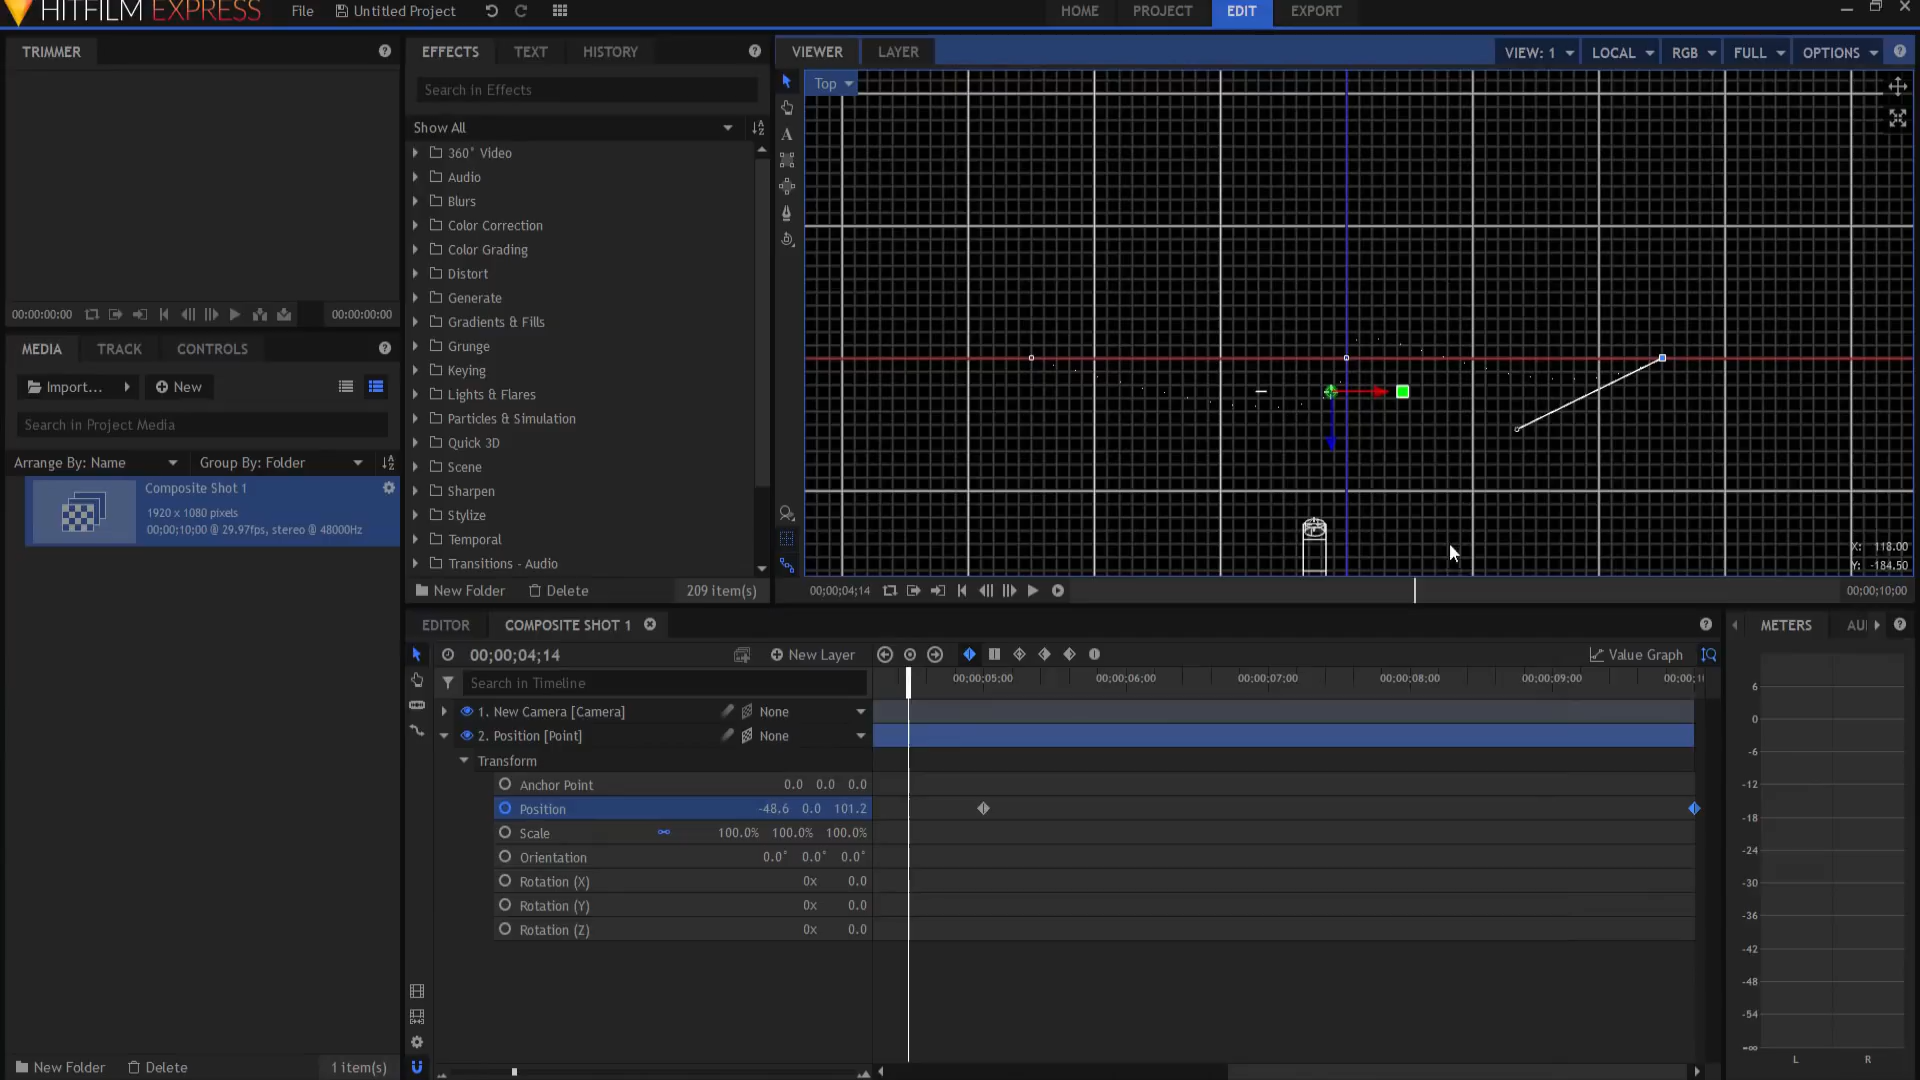 HITFILM EXPRESS File Untitled Project HOME PROJECT EDIT EXPORT
TRIMMER
00:00:00:00 00:00:00:00
MEDIA TRACK CONTROLS
Import... New
Search in Project Media
Arrange By: Name Group By: Folder
Composite Shot 1
1920 x 1080 pixels
00;00;10;00 @ 29.97fps, stereo @ 48000Hz
New Folder Delete 1 item(s)
EFFECTS TEXT HISTORY
Search in Effects
Show All
360° Video
Audio
Blurs
Color Correction
Color Grading
Distort
Generate
Gradients & Fills
Grunge
Keying
Lights & Flares
Particles & Simulation
Quick 3D
Scene
Sharpen
Stylize
Temporal
Transitions - Audio
New Folder Delete 209 item(s)
VIEWER LAYER VIEW: 1 LOCAL RGB FULL OPTIONS
Top
X: 118.00
Y: -184.50
00;00;04;14 00;00;10;00
EDITOR COMPOSITE SHOT 1
00;00;04;14 New Layer Value Graph
Search in Timeline 00;00;05;00 00;00;06;00 00;00;07;00 00;00;08;00 00;00;09;00 00;00;1
1. New Camera [Camera] None
2. Position [Point] None
Transform
Anchor Point 0.0 0.0 0.0
Position -48.6 0.0 101.2
Scale 100.0% 100.0% 100.0%
Orientation 0.0° 0.0° 0.0°
Rotation (X) 0x 0.0
Rotation (Y) 0x 0.0
Rotation (Z) 0x 0.0
METERS AU
6
0
-6
-12
-18
-24
-30
-36
-42
-48
-54
-∞
L R